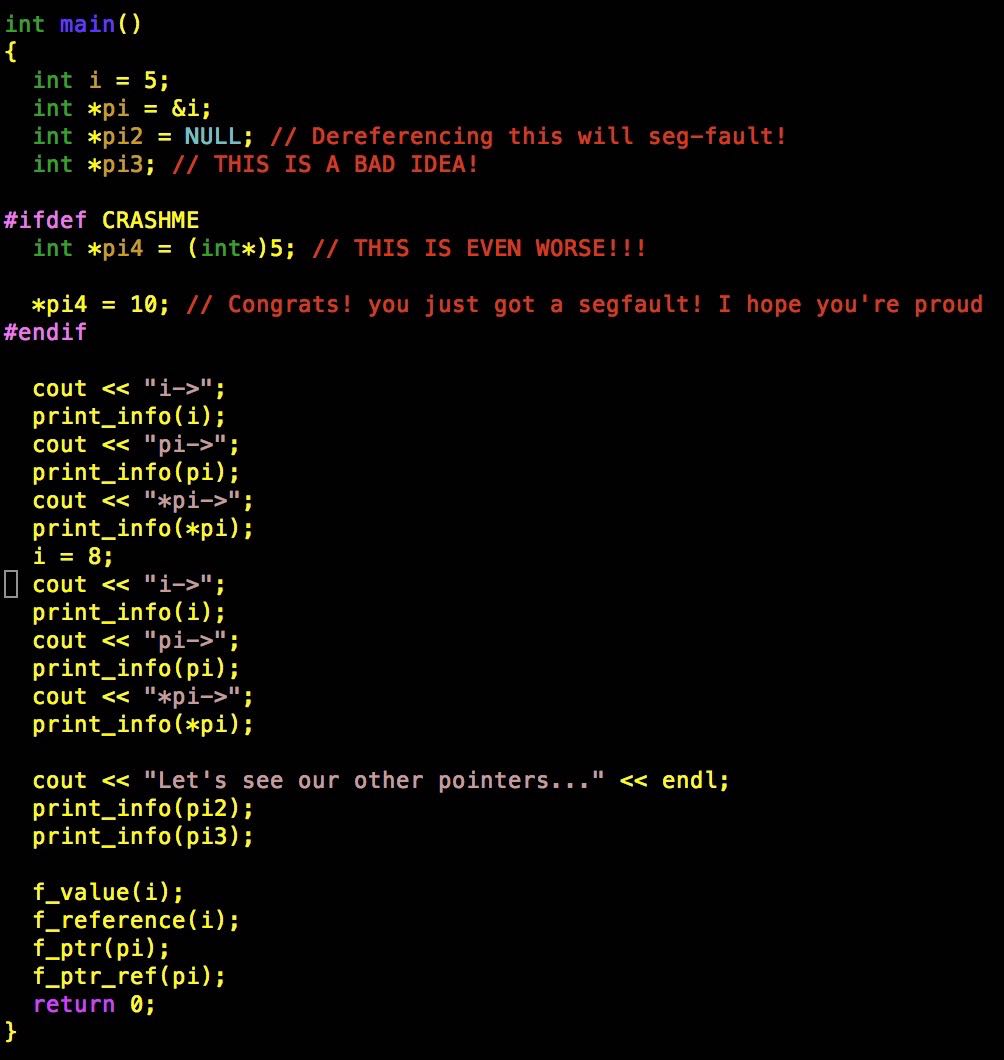 int main()
{
  int i = 5;
  int *pi = &i;
  int *pi2 = NULL; // Dereferencing this will seg-fault!
  int *pi3; // THIS IS A BAD IDEA!

#ifdef CRASHME
  int *pi4 = (int*)5; // THIS IS EVEN WORSE!!!

  *pi4 = 10; // Congrats! you just got a segfault! I hope you're proud
#endif

  cout << "i->";
  print_info(i);
  cout << "pi->";
  print_info(pi);
  cout << "*pi->";
  print_info(*pi);
  i = 8;
  cout << "i->";
  print_info(i);
  cout << "pi->";
  print_info(pi);
  cout << "*pi->";
  print_info(*pi);

  cout << "Let's see our other pointers..." << endl;
  print_info(pi2);
  print_info(pi3);

  f_value(i);
  f_reference(i);
  f_ptr(pi);
  f_ptr_ref(pi);
  return 0;
}